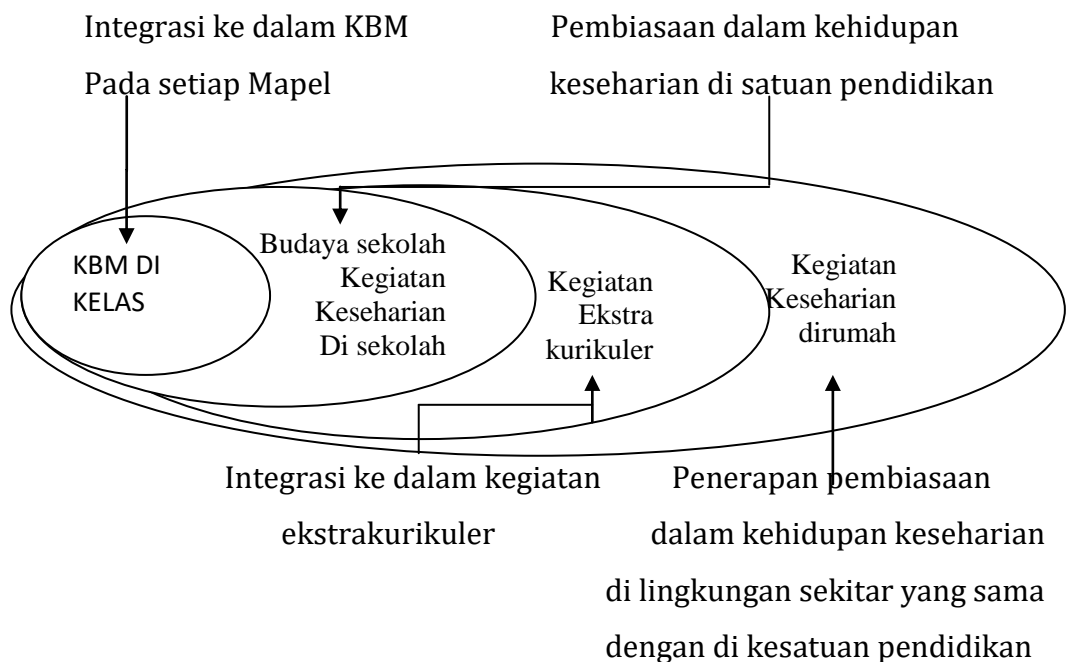 Integrasi ke dalam KBM
Pada setiap Mapel
Pembiasaan dalam kehidupan
keseharian di satuan pendidikan
KBM DI
KELAS
Budaya sekolah
Kegiatan
Keseharian
Di sekolah
Kegiatan
Ekstra
kurikuler
Kegiatan
Keseharian
dirumah
Integrasi ke dalam kegiatan
ekstrakurikuler
Penerapan pembiasaan
dalam kehidupan keseharian
di lingkungan sekitar yang sama
dengan di kesatuan pendidikan